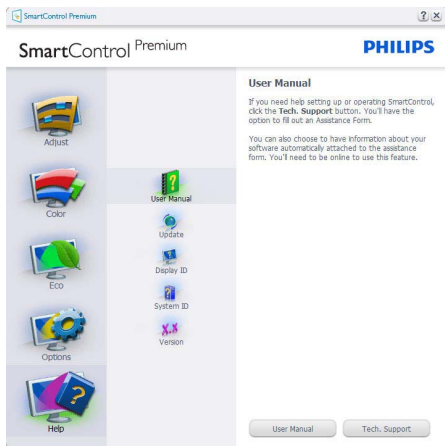 SmartControl Premium
SmartControl Premium
PHILIPS
Adjust
Color
Eco
Options
Help
User Manual
Update
Display ID
System ID
Version
User Manual
If you need help setting up or operating SmartControl,
click the Tech. Support button. You'll have the
option to fill out an Assistance Form.
You can also choose to have information about your
software automatically attached to the assistance
form. You'll need to be online to use this feature.
User Manual
Tech. Support